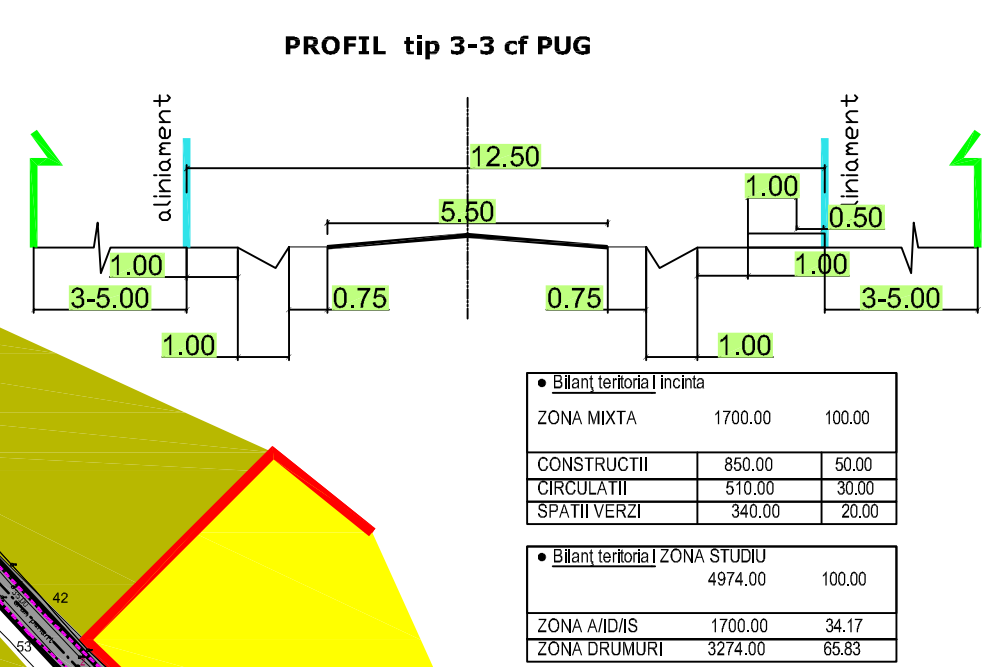 PROFIL tip 3-3 cf PUG
aliniament
liniament
12.50
1.00
5.50
0.50
1.00
1.00
3-5.00
0.75
0.75
3-5.00
1.00
1.00
• Bilanţ teritorial incinta
ZONA MIXTA 1700.00 100.00
CONSTRUCTII 850.00 50.00
CIRCULATII 510.00 30.00
SPATII VERZI 340.00 20.00
• Bilanţ teritorial ZONA STUDIU
4974.00 100.00
ZONA A/ID/IS 1700.00 34.17
ZONA DRUMURI 3274.00 65.83
42
53